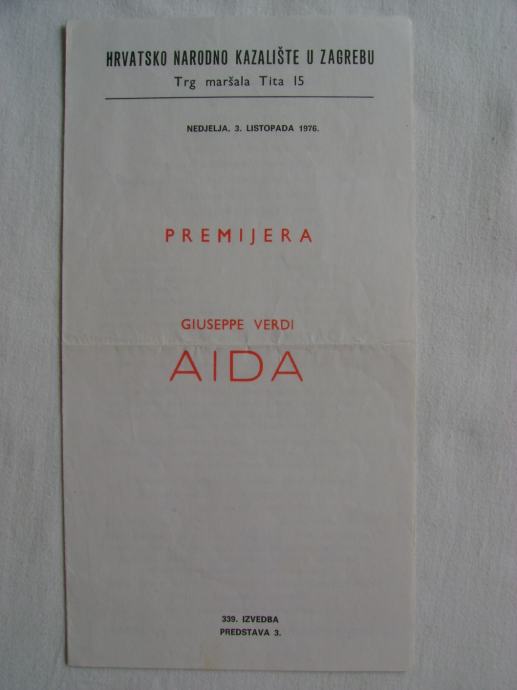 HRVATSKO NARODNO KAZALIŠTE U ZAGREBU
Trg maršala Tita 15
NEDJELJA, 3. LISTOPADA 1976.
PREMIJERA
GIUSEPPE VERDI
AIDA
339. IZVEDBA
PREDSTAVA 3.